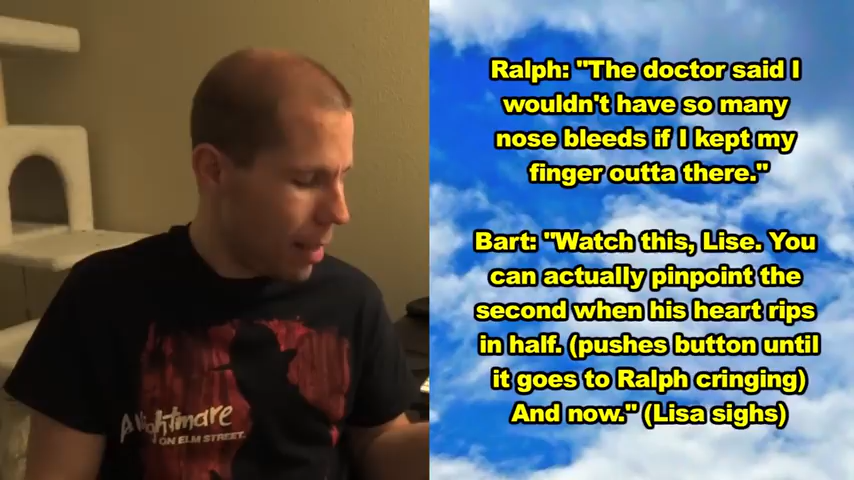 Ralph: "The doctor said I
wouldn't have so many
nose bleeds if I kept my
finger outta there."
Bart: "Watch this, Lise. You
can actually pinpoint the
second when his heart rips
in half. (pushes button until
it goes to Ralph cringing)
And now." (Lisa sighs)
A Nightmare
ON ELM STREET